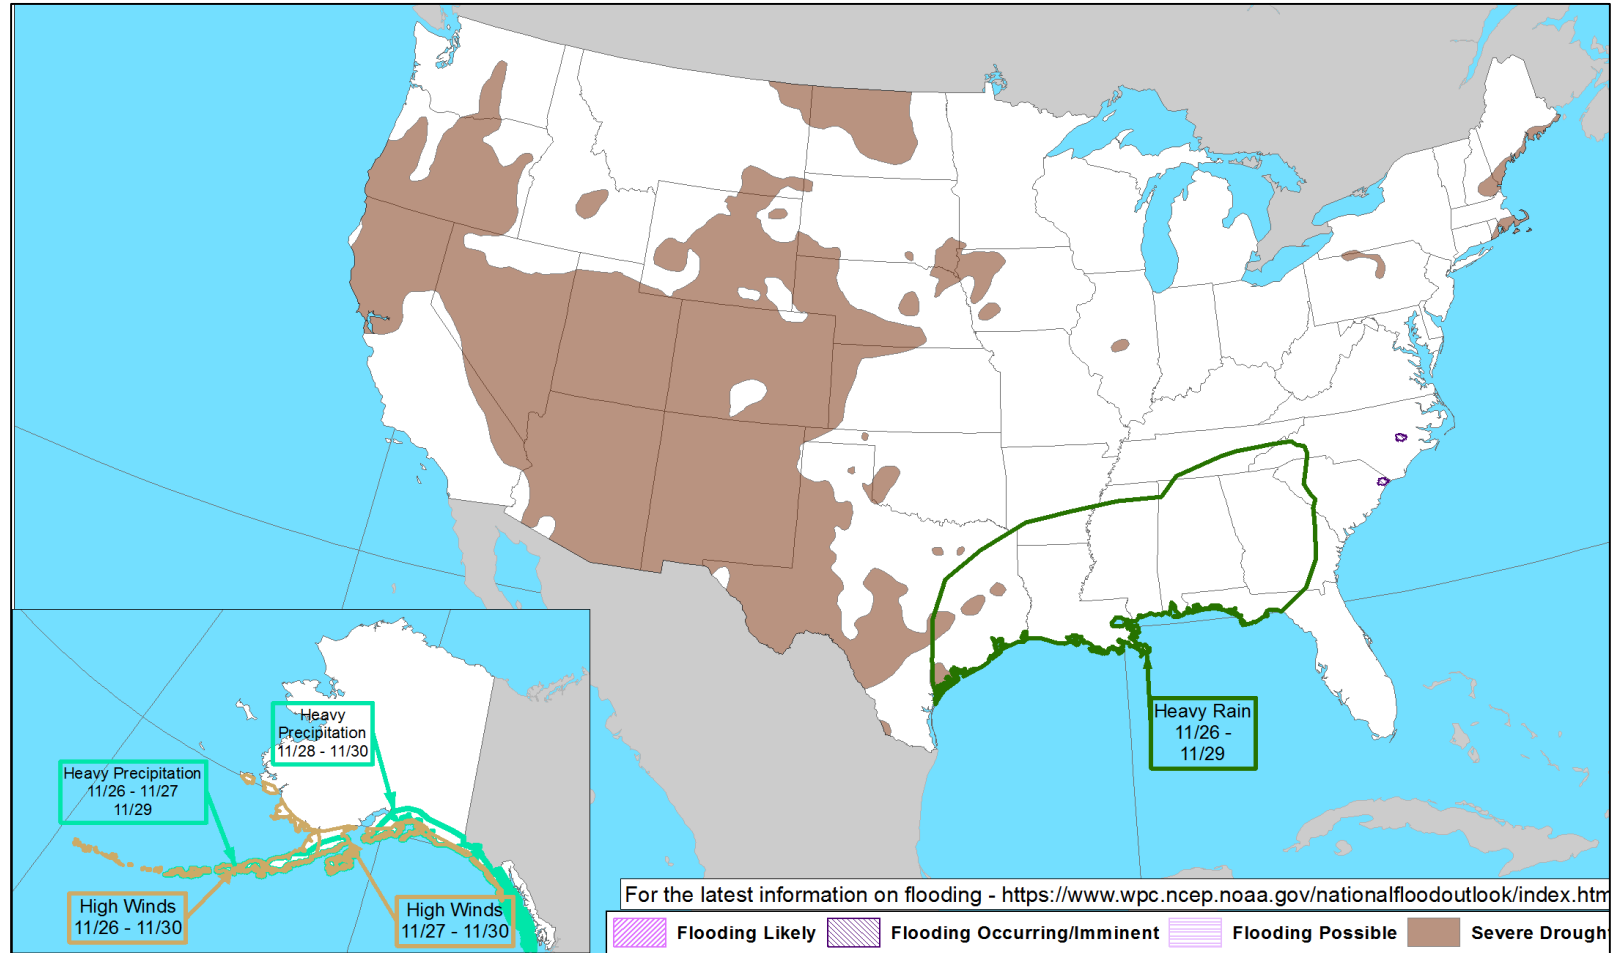 Heavy
Precipitation
11/28 - 11/30
Heavy Precipitation
11/26 - 11/27
11/29
High Winds
11/26 - 11/30
High Winds
11/27 - 11/30
Heavy Rain
11/26 -
11/29
For the latest information on flooding - https://www.wpc.ncep.noaa.gov/nationalfloodoutlook/index.htm
Flooding Likely Flooding Occurring/Imminent Flooding Possible Severe Drough